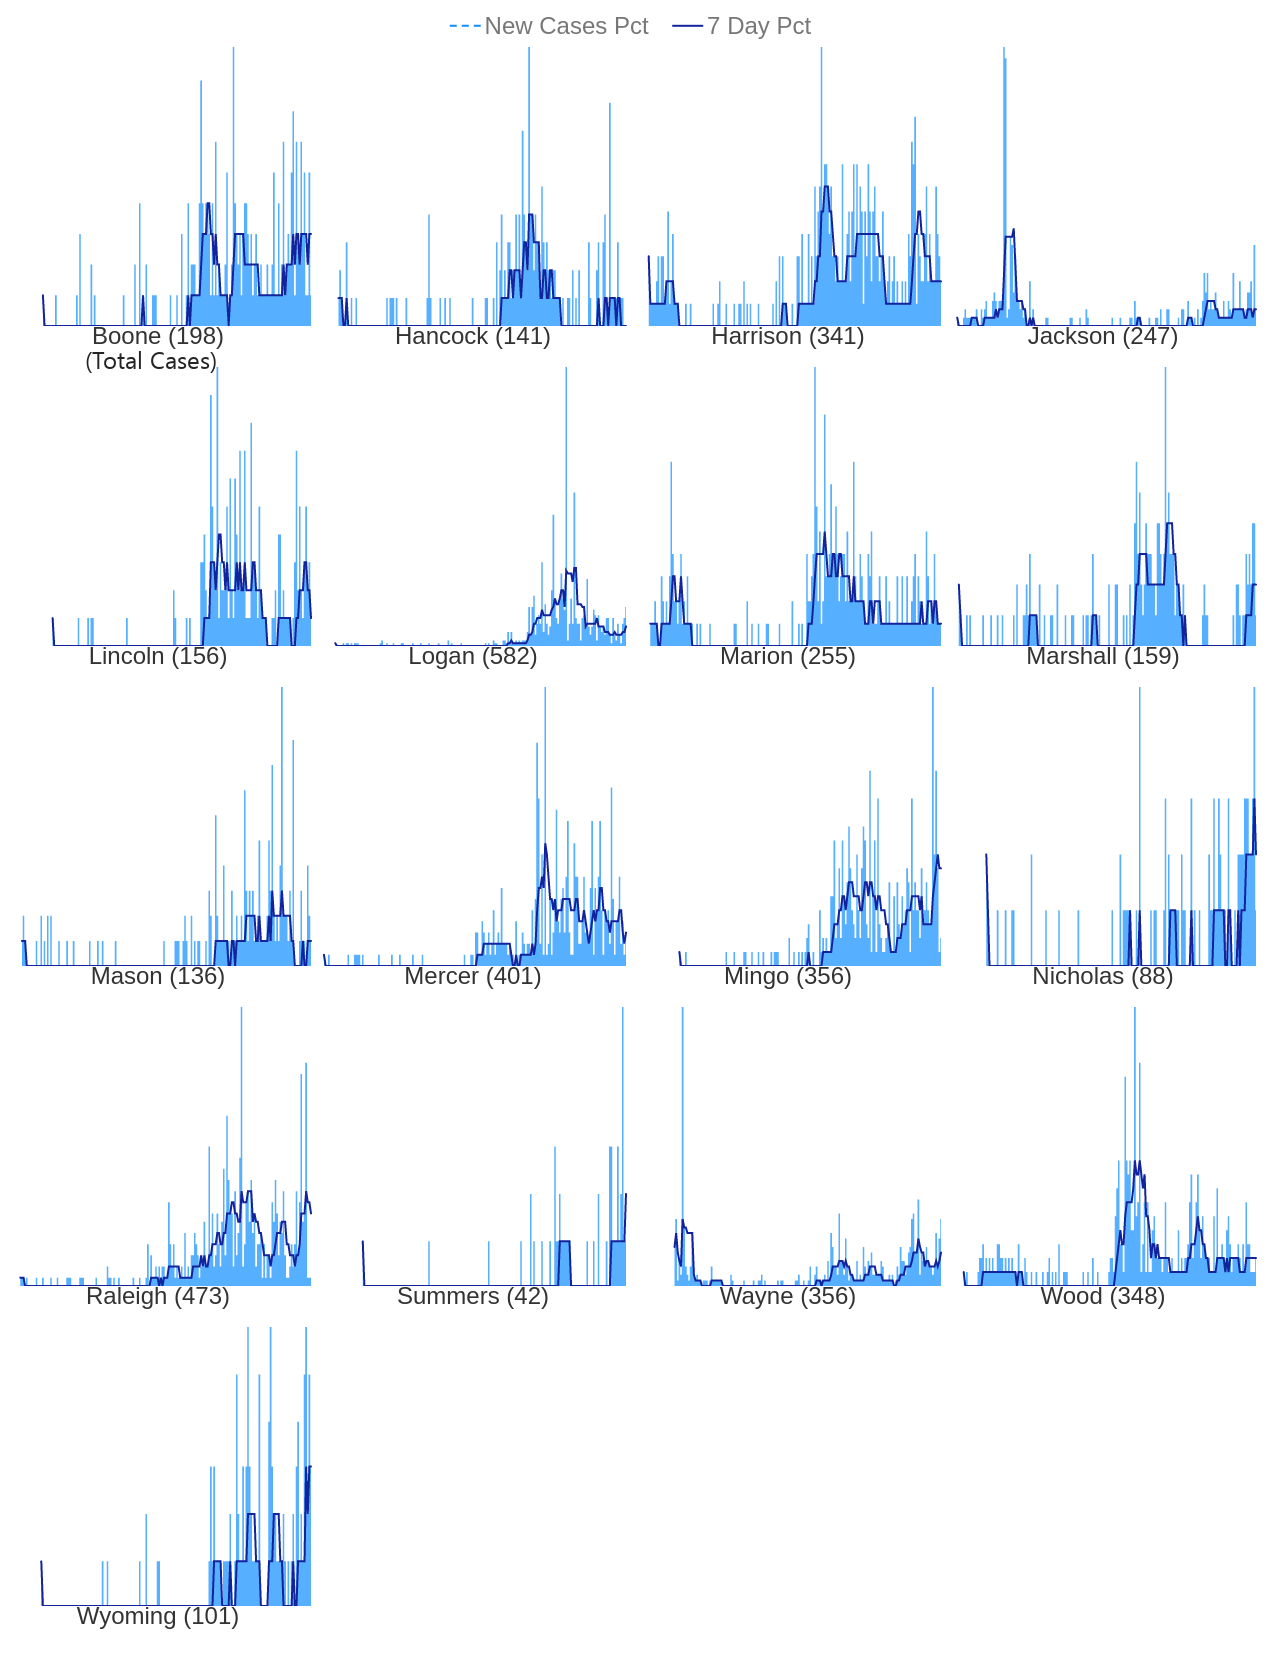 New Cases Pct 7 Day Pct
Boone (198) Hancock (141) Harrison (341) Jackson (247)
(Total Cases)
Lincoln (156) Logan (582) Marion (255) Marshall (159)
Mason (136) Mercer (401) Mingo (356) Nicholas (88)
Raleigh (473) Summers (42) Wayne (356) Wood (348)
Wyoming (101)